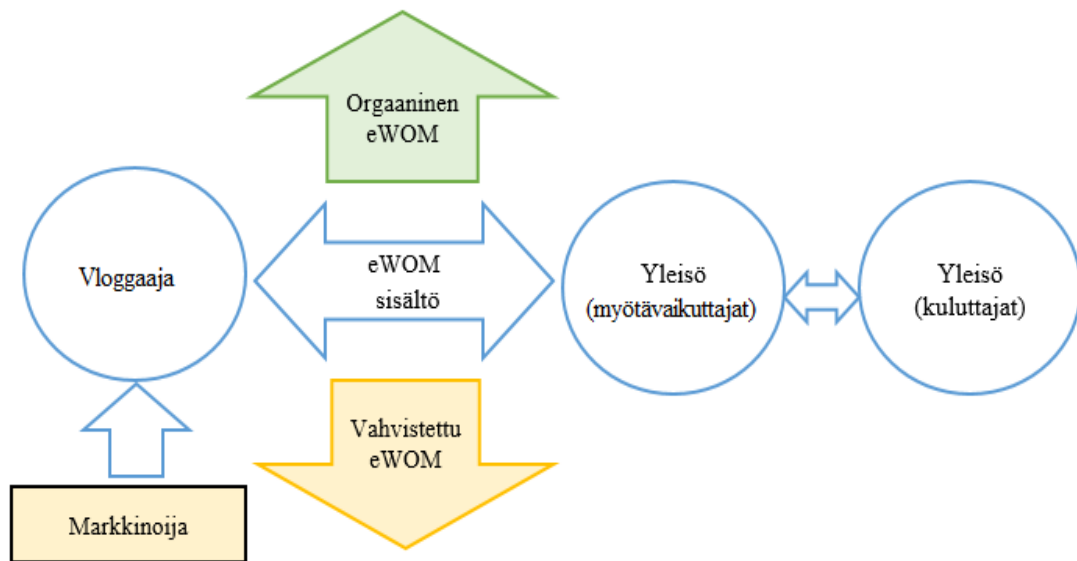 Orgaaninen
eWOM
Vloggaaja
eWOM
sisältö
Yleisö
(myötävaikuttajat)
Yleisö
(kuluttajat)
Vahvistettu
eWOM
Markkinoija